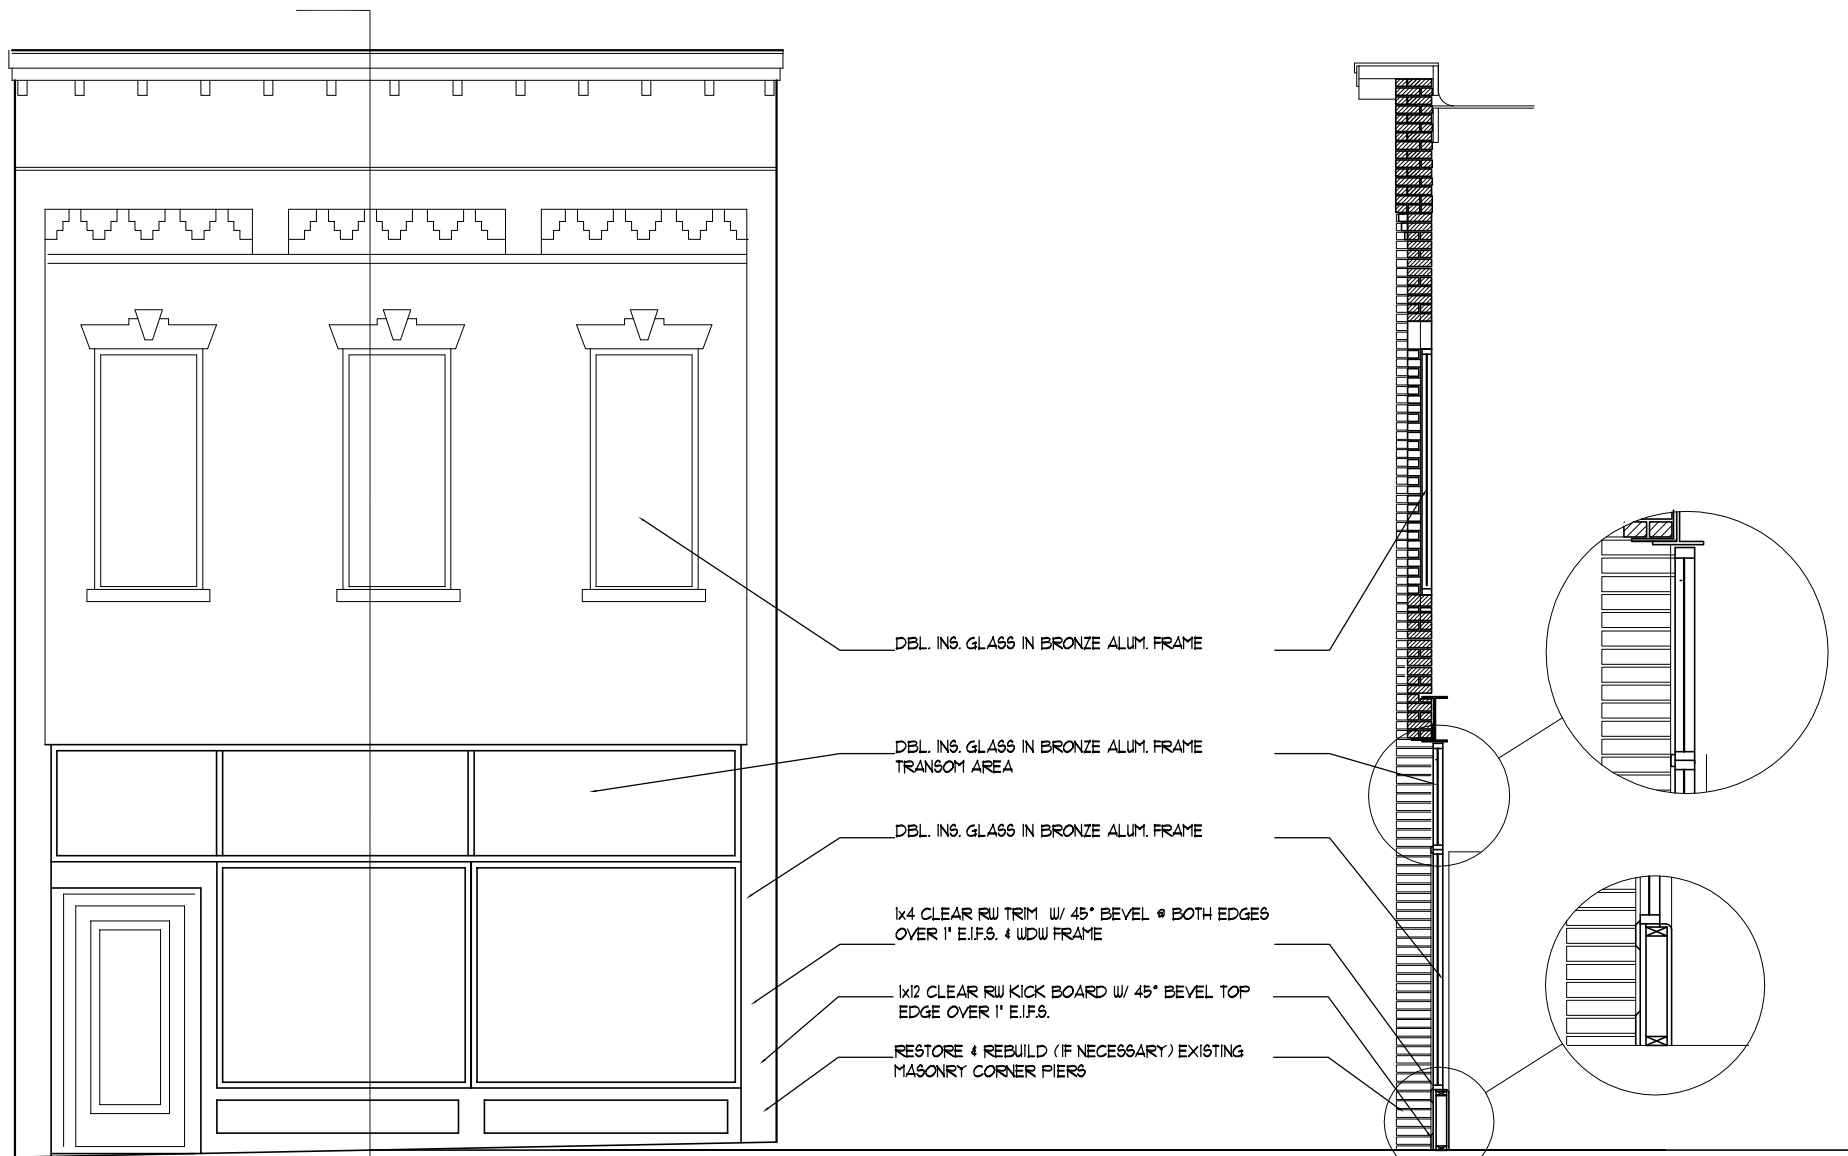 DBL. INS. GLASS IN BRONZE ALUM. FRAME
DBL. INS. GLASS IN BRONZE ALUM. FRAME
TRANSOM AREA
DBL. INS. GLASS IN BRONZE ALUM. FRAME
1x4 CLEAR RW TRIM W/ 45° BEVEL @ BOTH EDGES
OVER 1" E.I.F.S. & WDW FRAME
1x12 CLEAR RW KICK BOARD W/ 45° BEVEL TOP
EDGE OVER 1" E.I.F.S.
RESTORE & REBUILD (IF NECESSARY) EXISTING
MASONRY CORNER PIERS